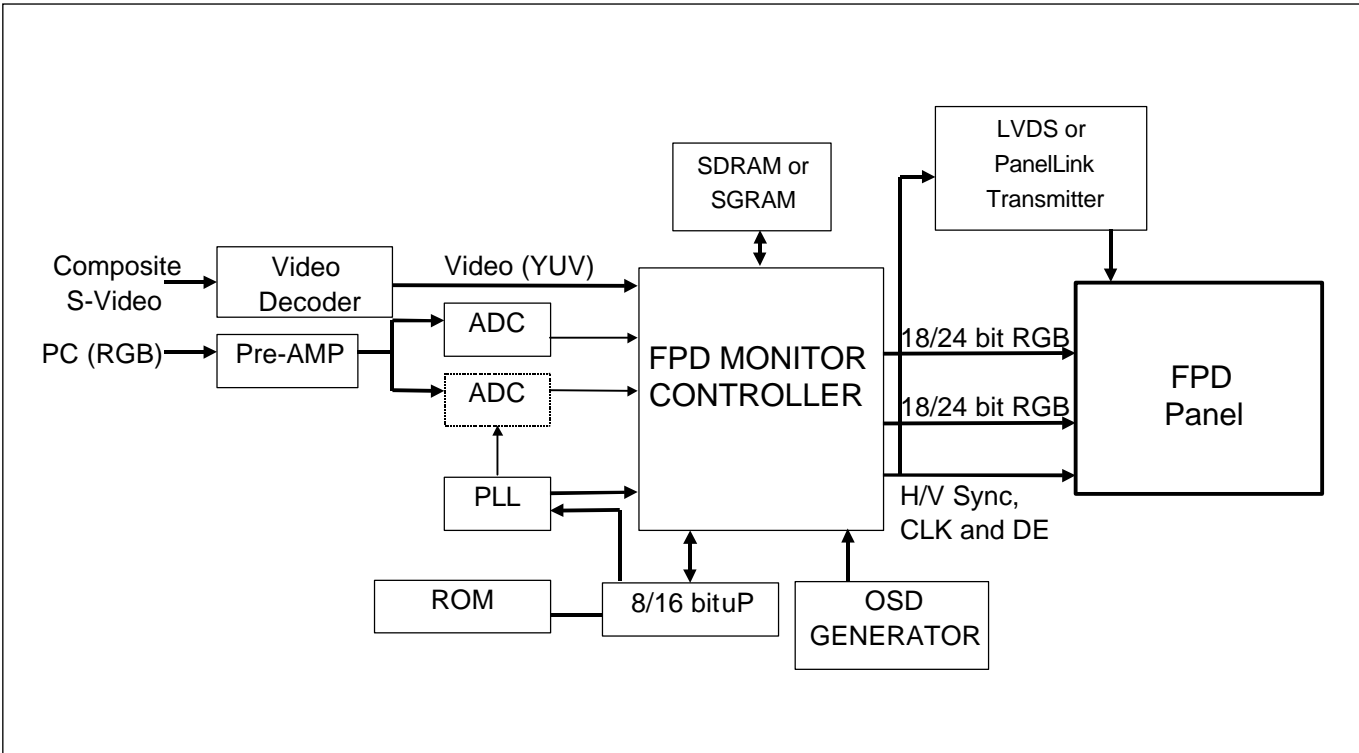 LVDS or
PanelLink
Transmitter
SDRAM or
SGRAM
Composite
S-Video
Video
Decoder
Video (YUV)
PC (RGB)
Pre-AMP
ADC
ADC
FPD MONITOR
CONTROLLER
18/24 bit RGB
18/24 bit RGB
FPD
Panel
PLL
H/V Sync,
CLK and DE
ROM
8/16 bituP
OSD
GENERATOR